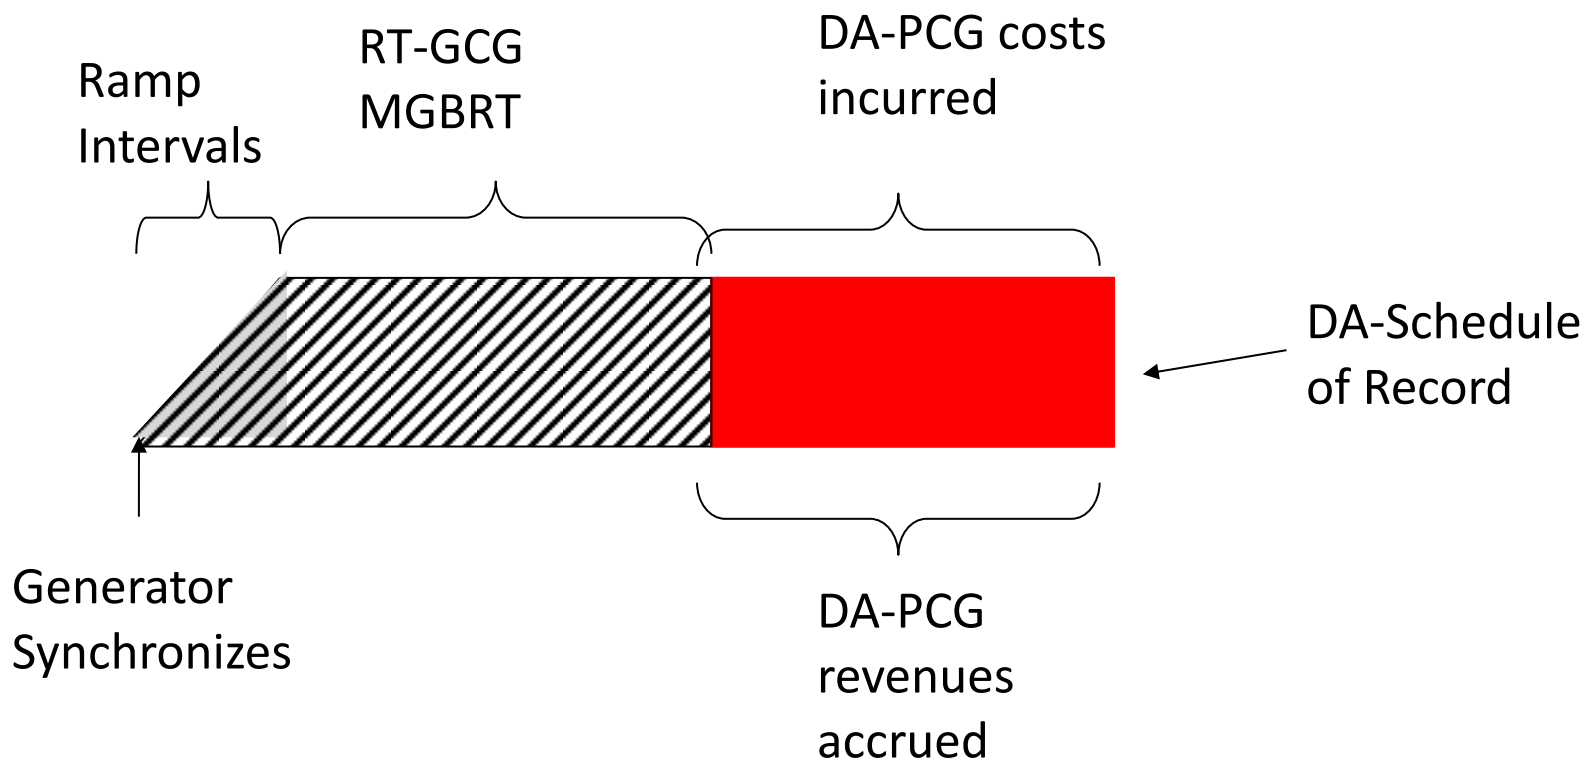 Ramp
Intervals
RT-GCG
MGBRT
DA-PCG costs
incurred
DA-Schedule
of Record
Generator
Synchronizes
DA-PCG
revenues
accrued